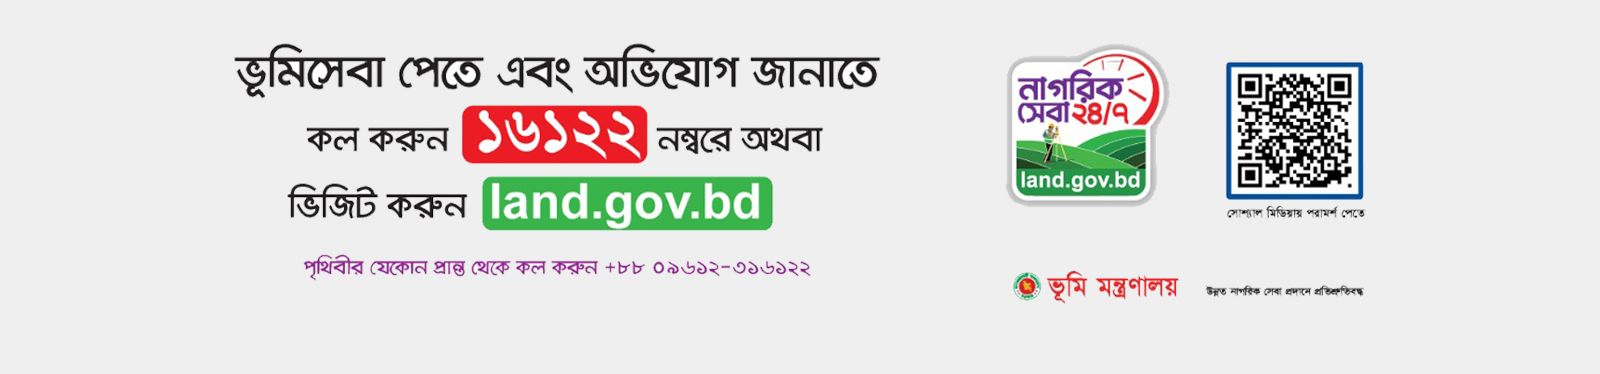 ভূমিসেবা পেতে এবং অভিযোগ জানাতে
কল করুন ১৬১২২ নম্বরে অথবা
ভিজিট করুন land.gov.bd
পৃথিবীর যেকোন প্রান্ত থেকে কল করুন +৮৮ ০৯৬১২-৩১৬১২২
নাগরিক
সেবা ২৪/৭
land.gov.bd
সোশ্যাল মিডিয়ায় পরামর্শ পেতে
ভূমি মন্ত্রণালয়
উন্নত নাগরিক সেবা প্রদানে প্রতিশ্রুতিবদ্ধ